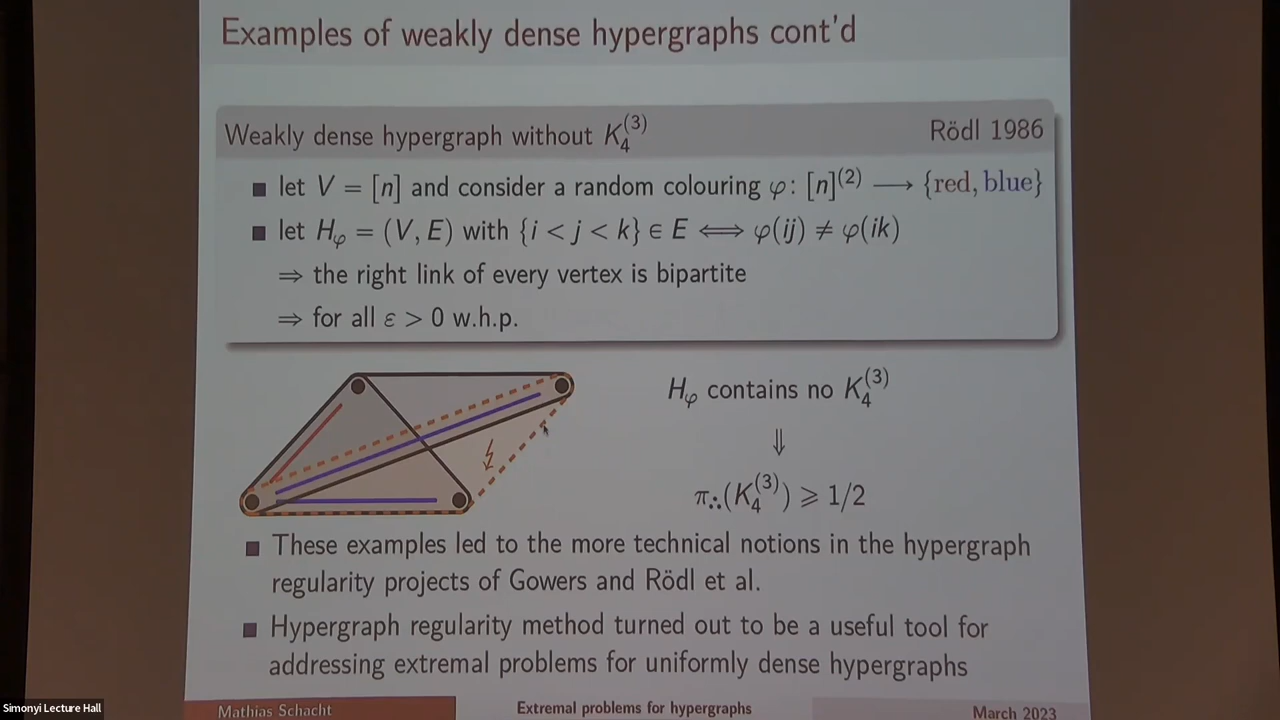 Examples of weakly dense hypergraphs cont'd
Weakly dense hypergraph without K₄⁽³⁾ Rödl 1986
■ let V = [n] and consider a random colouring φ: [n]⁽²⁾ ⟶ {red, blue}
■ let H_φ = (V, E) with {i < j < k} ∈ E ⟺ φ(ij) ≠ φ(ik)
⇒ the right link of every vertex is bipartite
⇒ for all ε > 0 w.h.p.
H_φ contains no K₄⁽³⁾
⇓
π∴(K₄⁽³⁾) ⩾ 1/2
■ These examples led to the more technical notions in the hypergraph
regularity projects of Gowers and Rödl et al.
■ Hypergraph regularity method turned out to be a useful tool for
addressing extremal problems for uniformly dense hypergraphs
Mathias Schacht Extremal problems for hypergraphs March 2023
Simonyi Lecture Hall